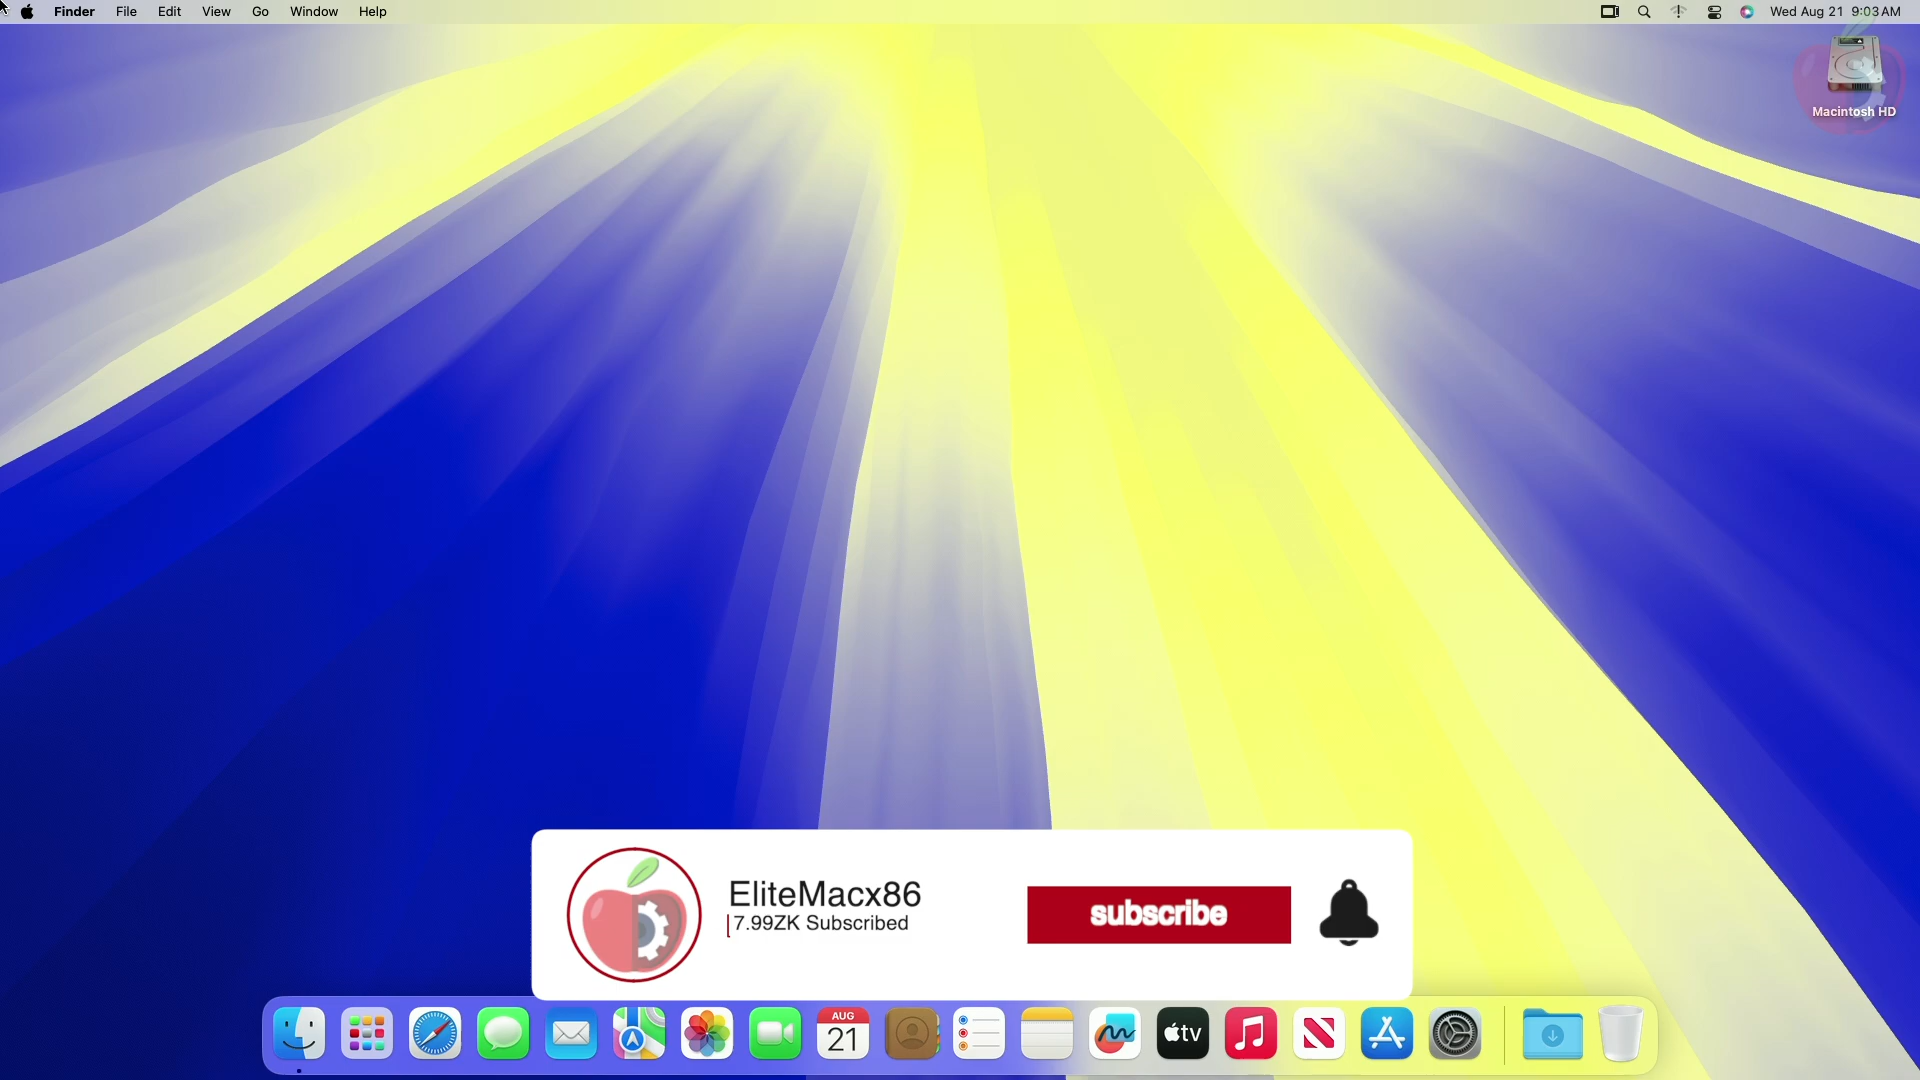 Finder File Edit View Go Window Help Wed Aug 21 9:03 AM
Macintosh HD
EliteMacx86
7.99ZK Subscribed
subscribe
AUG
21
tv